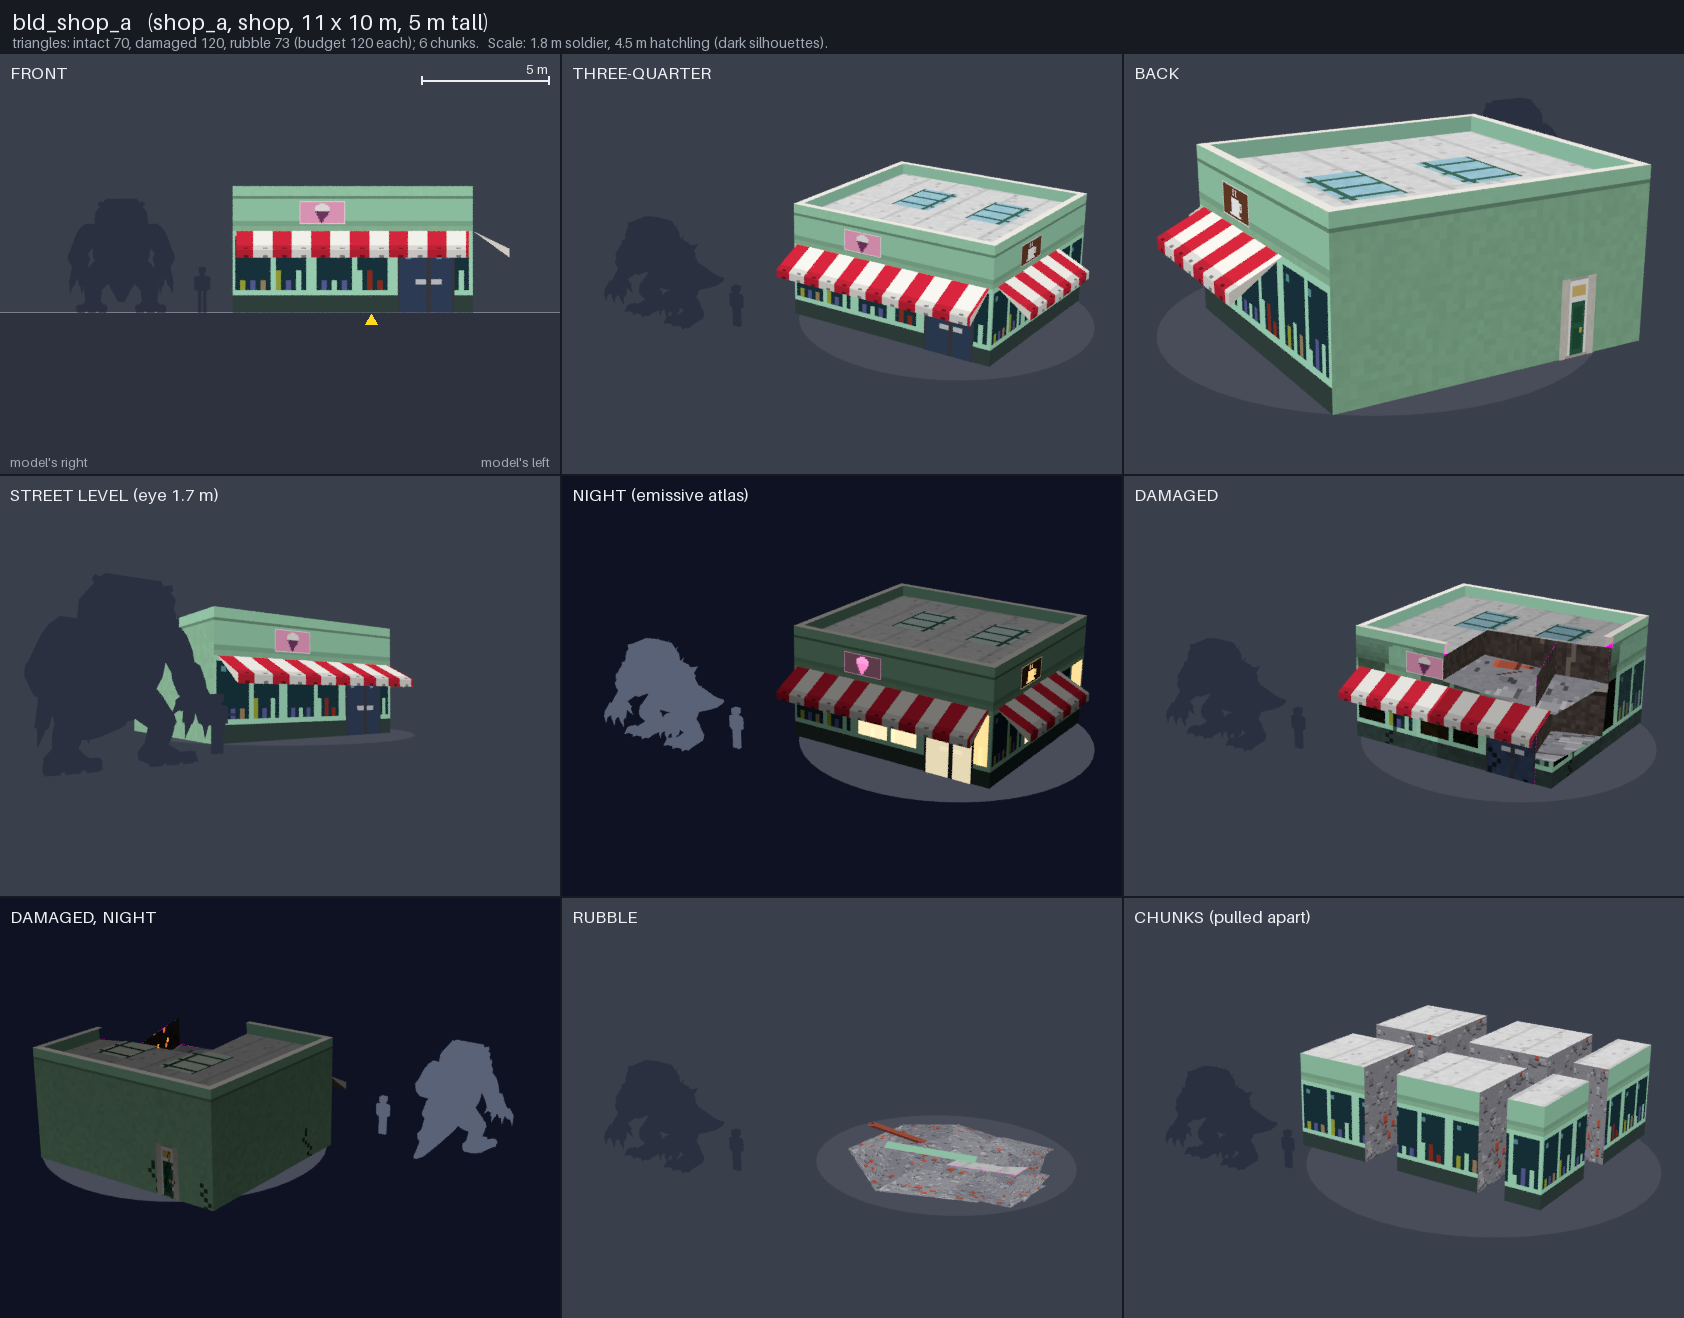 bld_shop_a (shop_a, shop, 11 x 10 m, 5 m tall)
triangles: intact 70, damaged 120, rubble 73 (budget 120 each); 6 chunks. Scale: 1.8 m soldier, 4.5 m hatchling (dark silhouettes).
FRONT
5 m
model's right
model's left
THREE-QUARTER
BACK
STREET LEVEL (eye 1.7 m)
NIGHT (emissive atlas)
DAMAGED
DAMAGED, NIGHT
RUBBLE
CHUNKS (pulled apart)